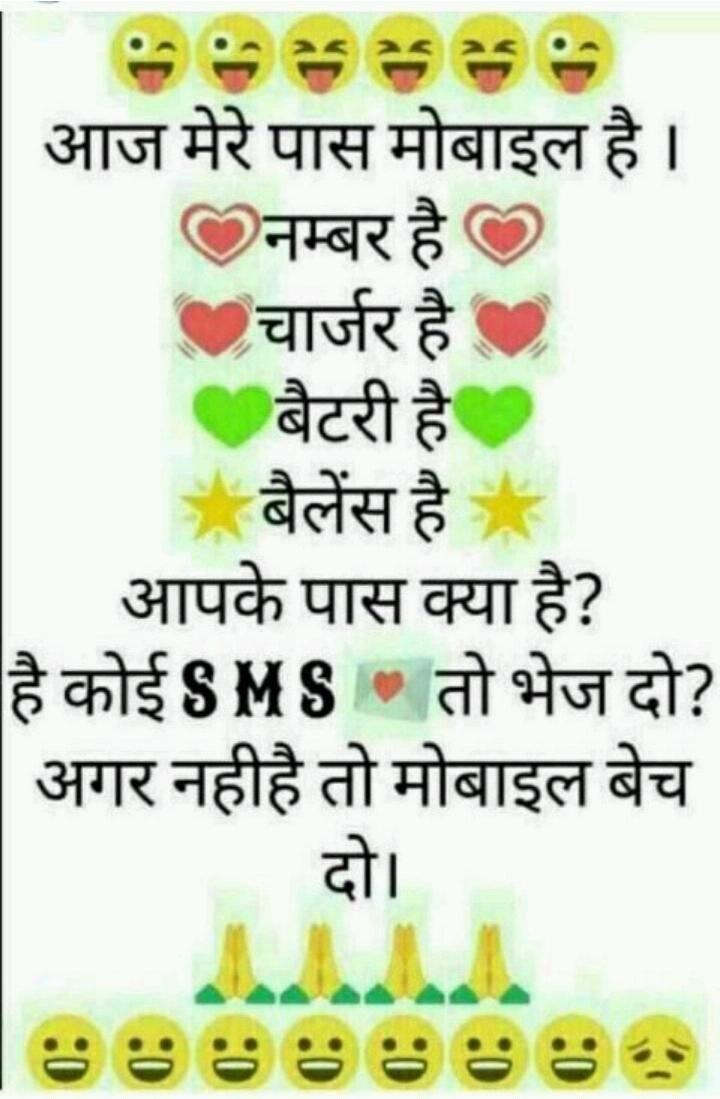 आज मेरे पास मोबाइल है ।
नम्बर है
चार्जर है
बैटरी है
बैलेंस है
आपके पास क्या है?
है कोई SMS तो भेज दो?
अगर नहीहै तो मोबाइल बेच
दो।